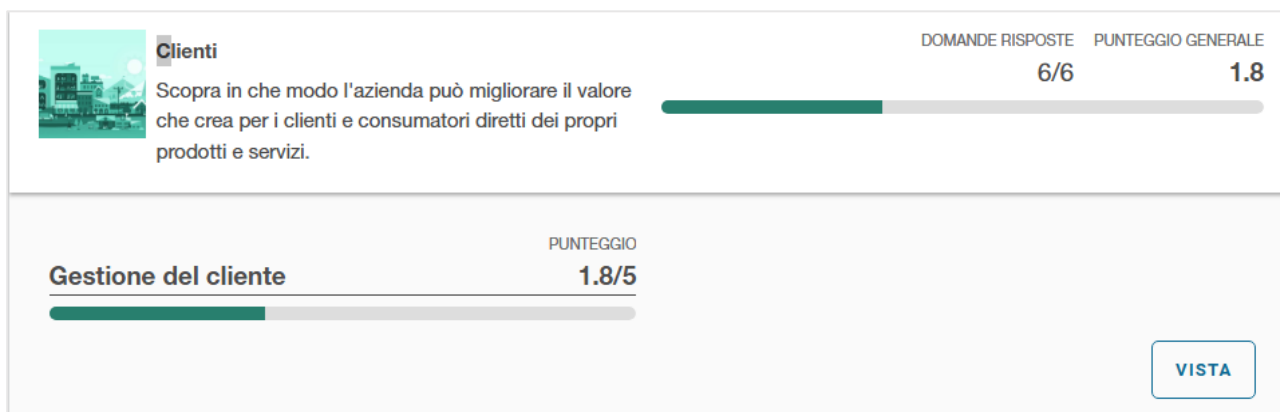 Clienti
Scopra in che modo l'azienda può migliorare il valore
che crea per i clienti e consumatori diretti dei propri
prodotti e servizi.
DOMANDE RISPOSTE PUNTEGGIO GENERALE
6/6 1.8
PUNTEGGIO
Gestione del cliente 1.8/5
VISTA